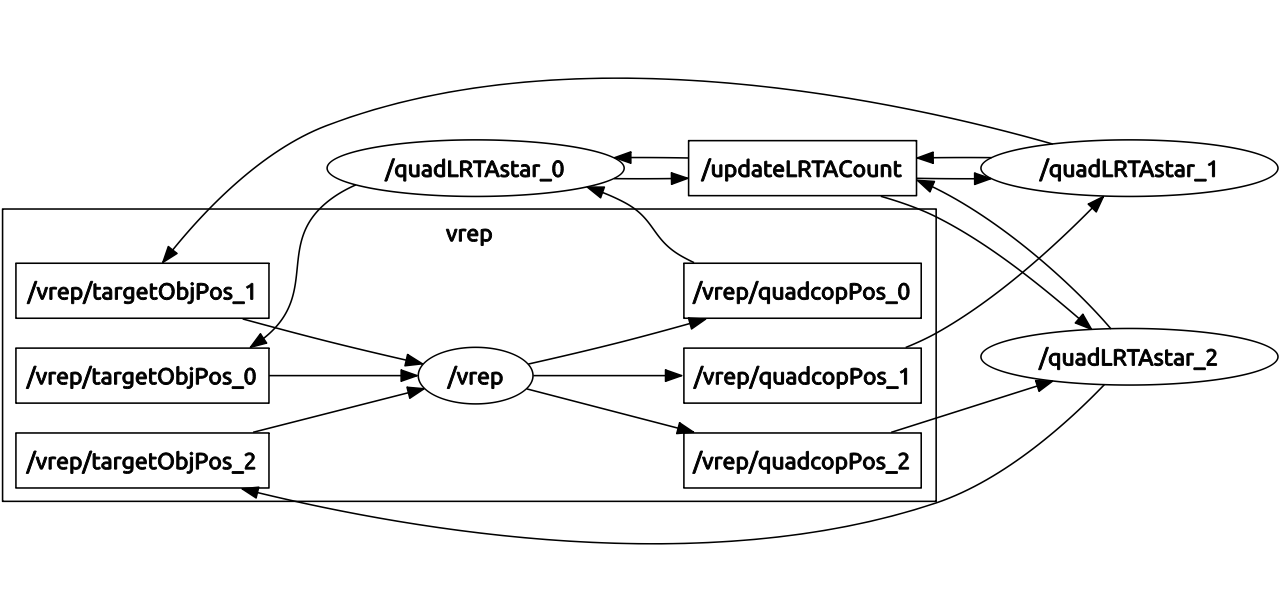 /quadLRTAstar_0
/updateLRTACount
/quadLRTAstar_1
vrep
/vrep/targetObjPos_1
/vrep/quadcopPos_0
/vrep/targetObjPos_0
/vrep
/vrep/quadcopPos_1
/quadLRTAstar_2
/vrep/targetObjPos_2
/vrep/quadcopPos_2